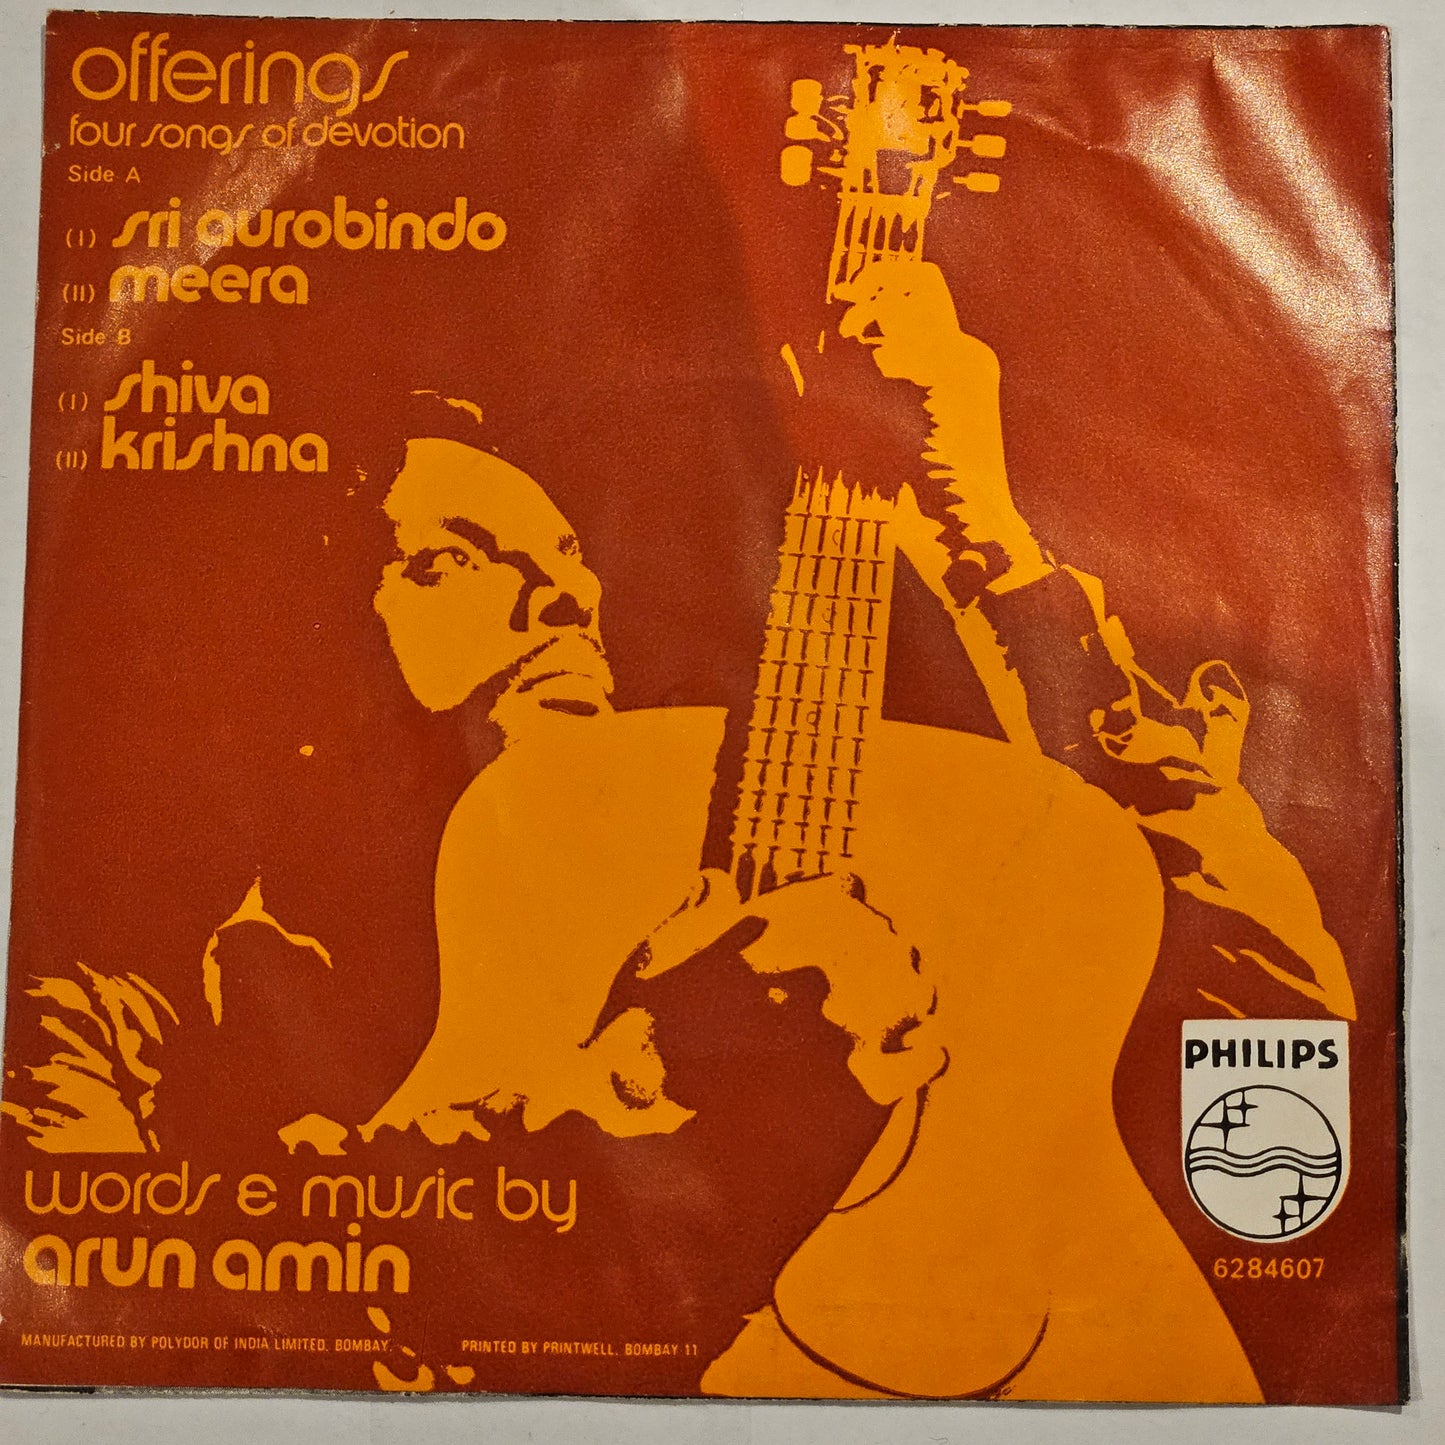 offerings
four songs of devotion
Side A
(I) sri aurobindo
(II) meera
Side B
(I) shiva
(II) krishna
PHILIPS
6284607
words & music by
arun amin
MANUFACTURED BY POLYDOR OF INDIA LIMITED. BOMBAY. PRINTED BY PRINTWELL. BOMBAY 11